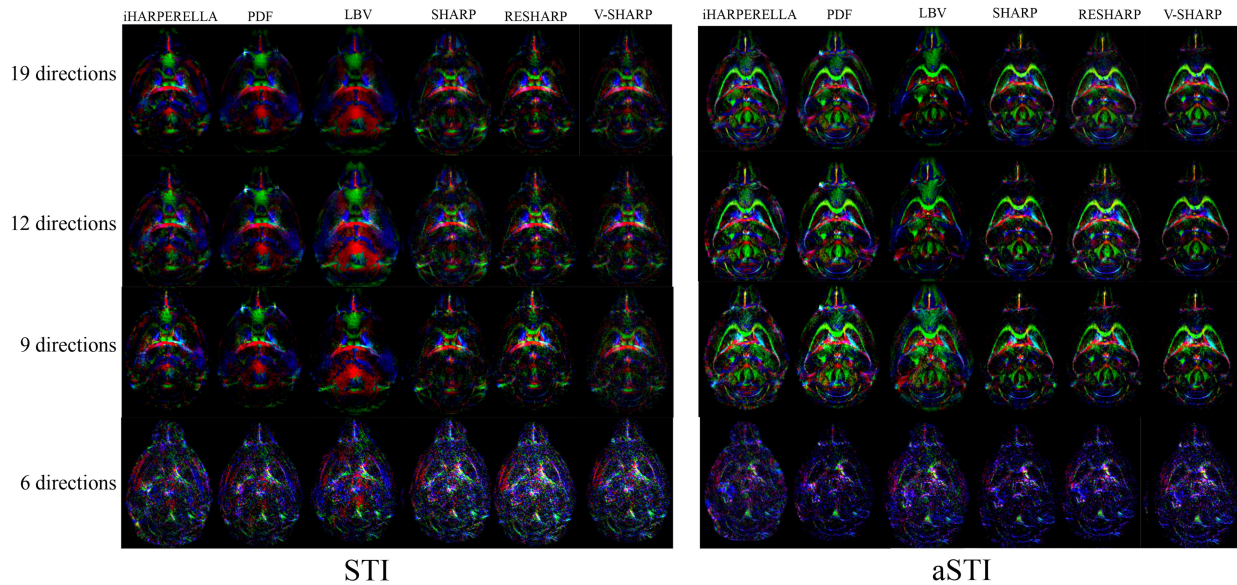 iHARPERELLA PDF LBV SHARP RESHARP V-SHARP iHARPERELLA PDF LBV SHARP RESHARP V-SHARP
19 directions
12 directions
9 directions
6 directions
STI aSTI